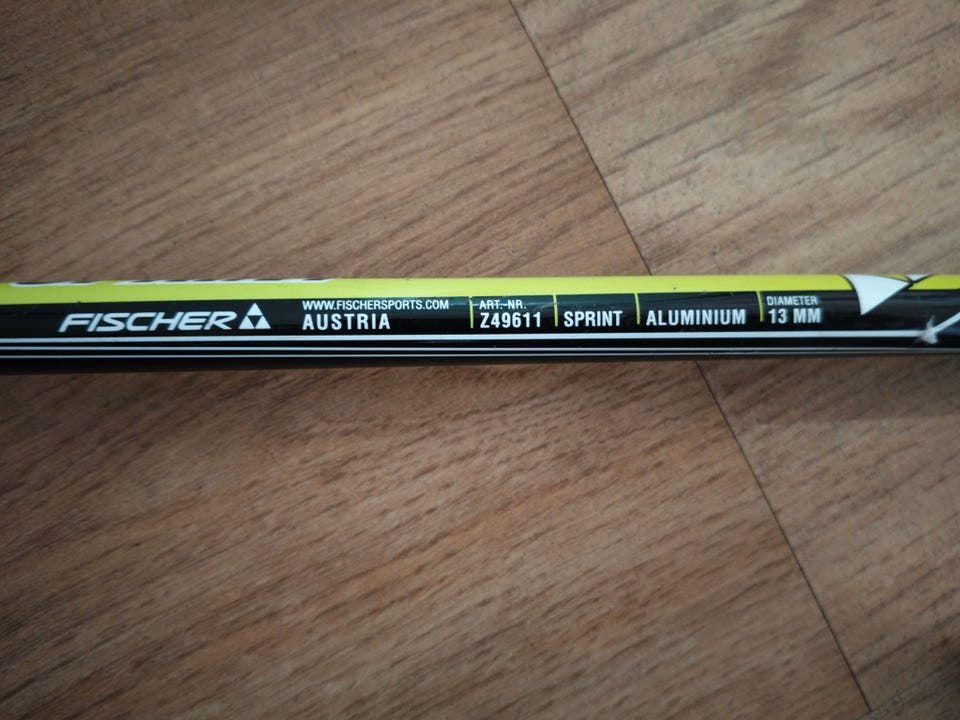 FISCHER
WWW.FISCHERSPORTS.COM
AUSTRIA
ART.-NR.
Z49611
SPRINT
ALUMINIUM
DIAMETER
13 MM